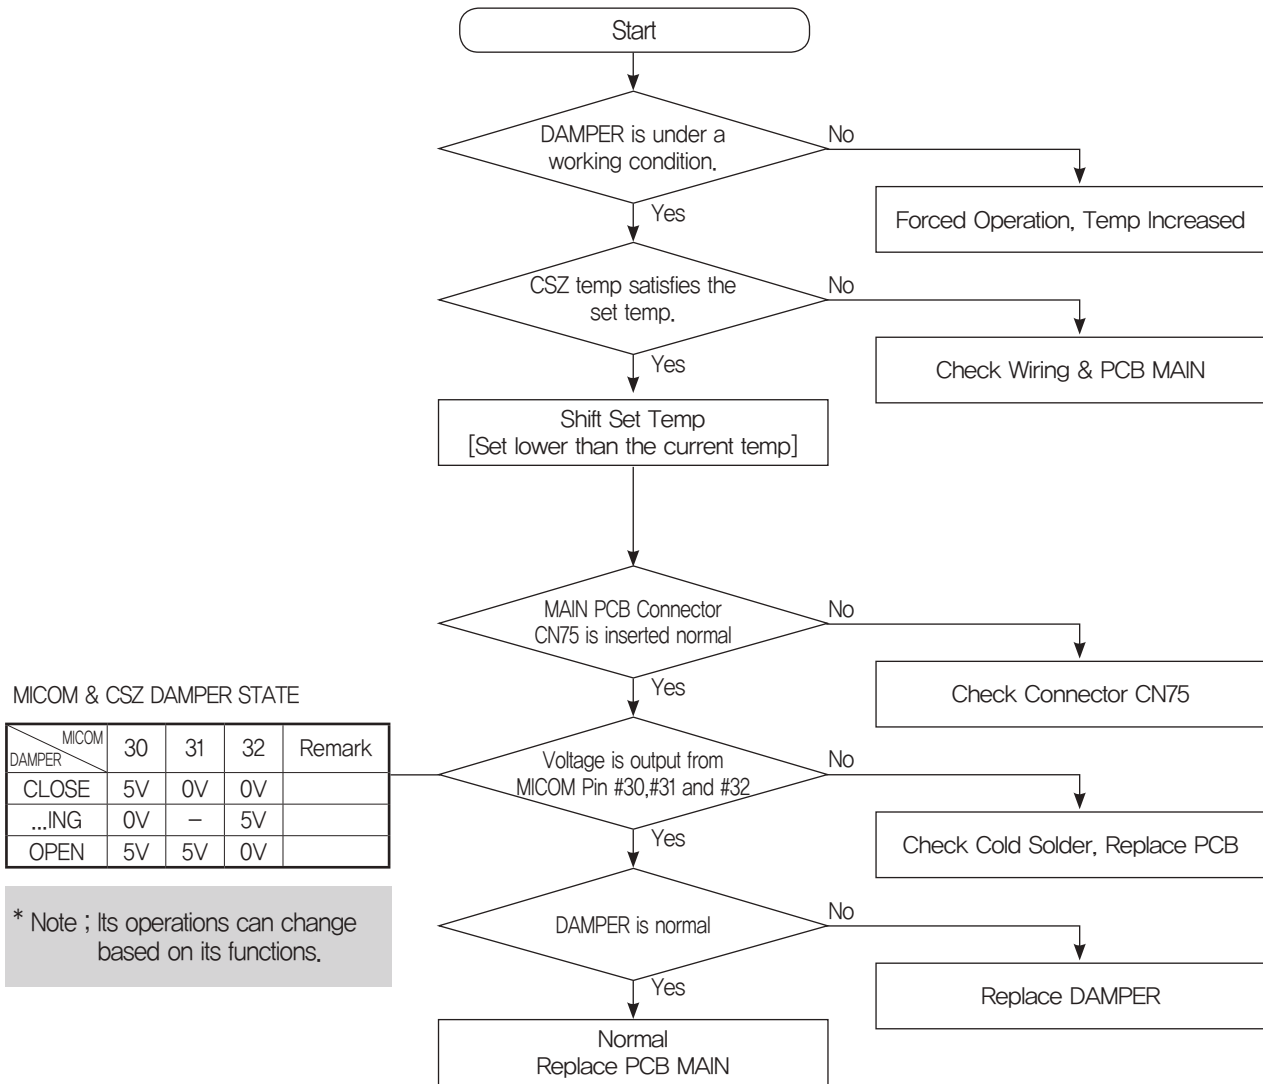 Start
DAMPER is under a
working condition.
No
Forced Operation, Temp Increased
Yes
CSZ temp satisfies the
set temp.
No
Check Wiring & PCB MAIN
Yes
Shift Set Temp
[Set lower than the current temp]
MAIN PCB Connector
CN75 is inserted normal
No
Check Connector CN75
Yes
MICOM & CSZ DAMPER STATE
MICOM
DAMPER 30 31 32 Remark
CLOSE 5V 0V 0V
...ING 0V – 5V
OPEN 5V 5V 0V
Voltage is output from
MICOM Pin #30,#31 and #32
No
Check Cold Solder, Replace PCB
Yes
* Note ; Its operations can change
based on its functions.
DAMPER is normal
No
Replace DAMPER
Yes
Normal
Replace PCB MAIN